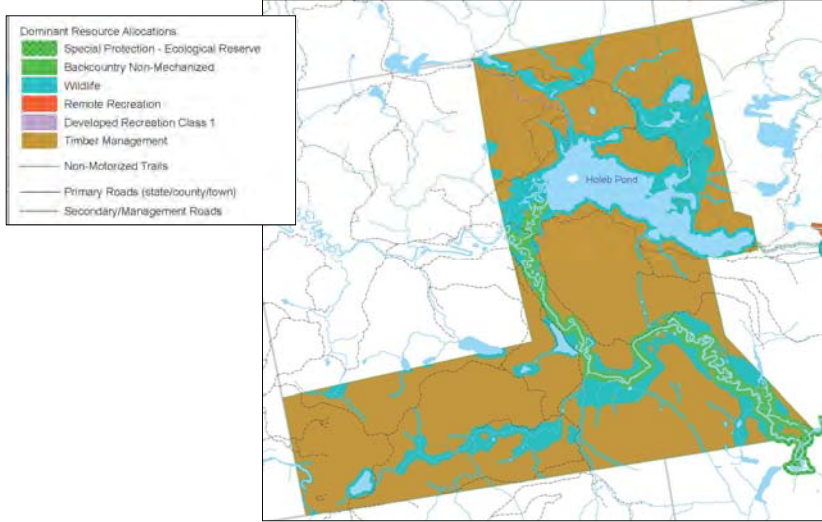 Dominant Resource Allocations
Special Protection - Ecological Reserve
Backcountry Non-Mechanized
Wildlife
Remote Recreation
Developed Recreation Class 1
Timber Management
Non-Motorized Trails
Primary Roads (state/county/town)
Secondary/Management Roads
Holeb Pond